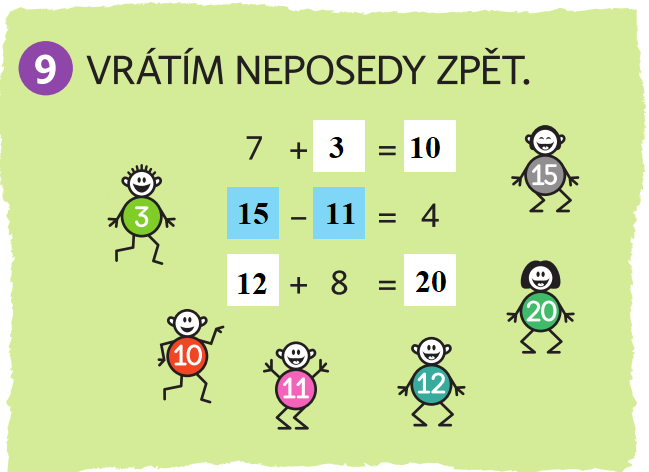 9 VRÁTÍM NEPOSEDY ZPĚT.
7 + 3 = 10
15
3
15 – 11 = 4
12 + 8 = 20
20
10
11
12